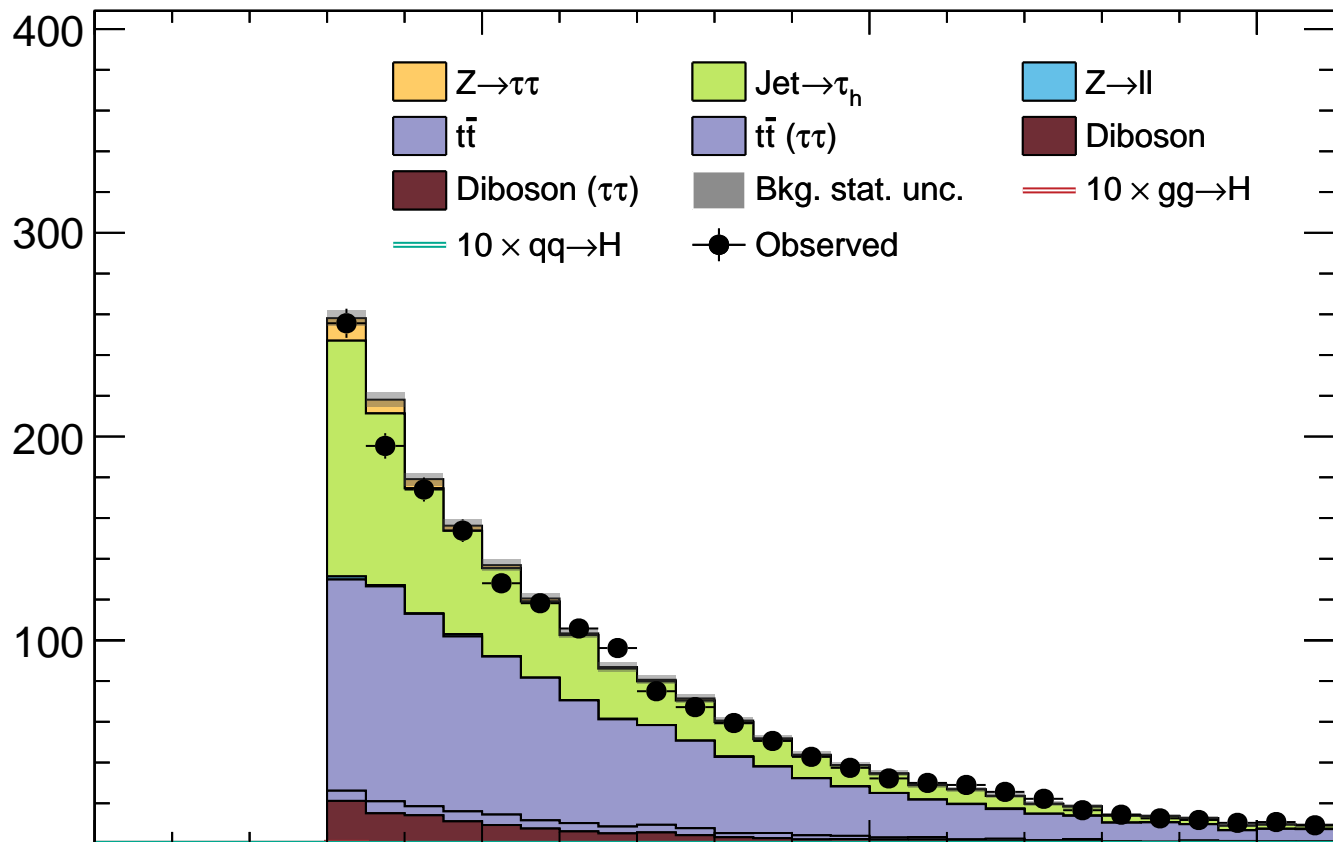 400
Z→ττ Jet→τh Z→ll
tt̄ tt̄ (ττ) Diboson
Diboson (ττ) Bkg. stat. unc. 10 × gg→H
300
10 × qq→H Observed
200
100